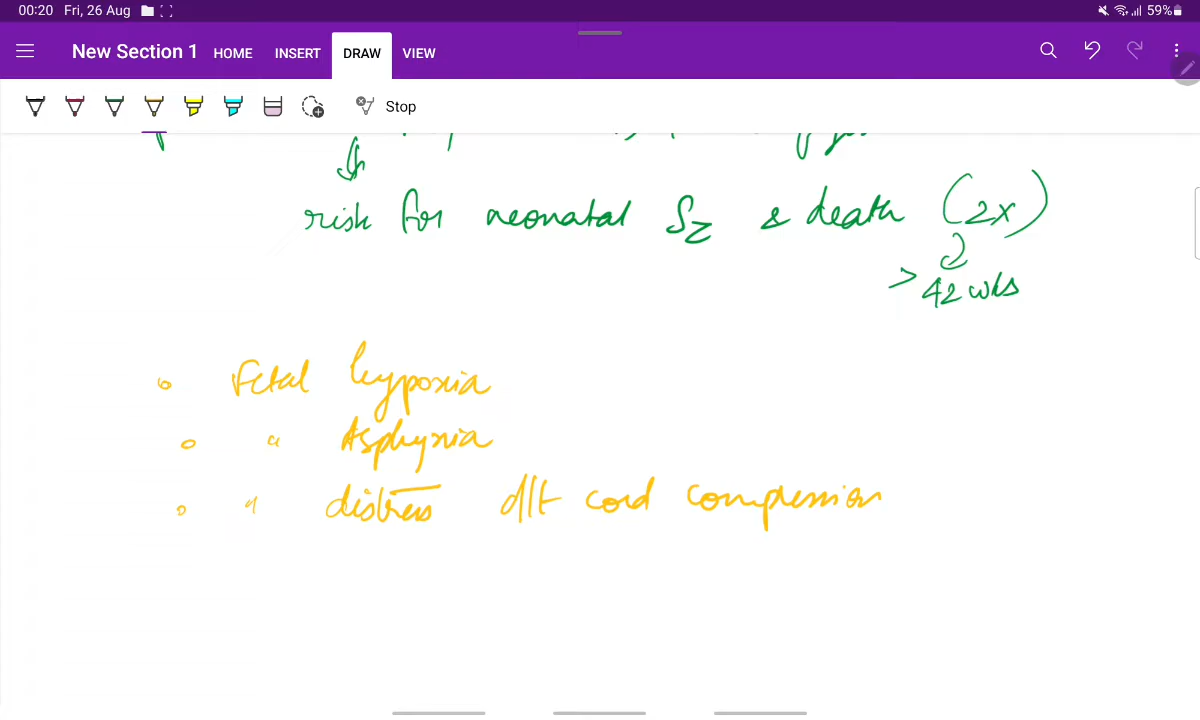 00:20 Fri, 26 Aug 59%
New Section 1 HOME INSERT DRAW VIEW
Stop
risk for neonatal Sz & death (2x)
> 42 wks
Fetal hypoxia
" Asphyxia
" distress d/t cord compression